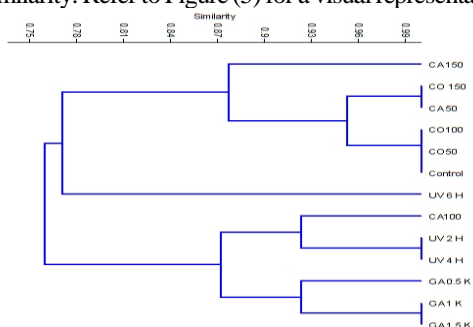 similarity. Refer to Figure (3) for a visual representa
Similarity
0.75 0.78 0.81 0.84 0.87 0.9 0.93 0.96 0.99
CA150
CO 150
CA50
CO100
CO50
Control
UV 6 H
CA100
UV 2 H
UV 4 H
GA0.5 K
GA1 K
GA1.5 K